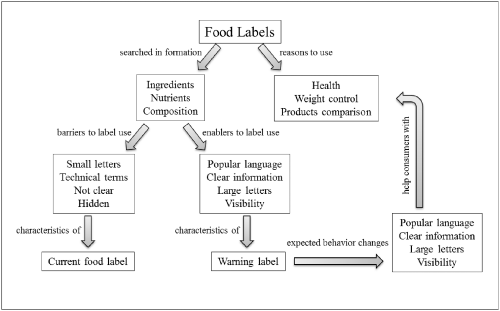 Food Labels
searched in formation
reasons to use
Ingredients
Nutrients
Composition
Health
Weight control
Products comparison
barriers to label use
enablers to label use
Small letters
Technical terms
Not clear
Hidden
Popular language
Clear information
Large letters
Visibility
help consumers with
characteristics of
characteristics of
Current food label
Warning label
expected behavior changes
Popular language
Clear information
Large letters
Visibility